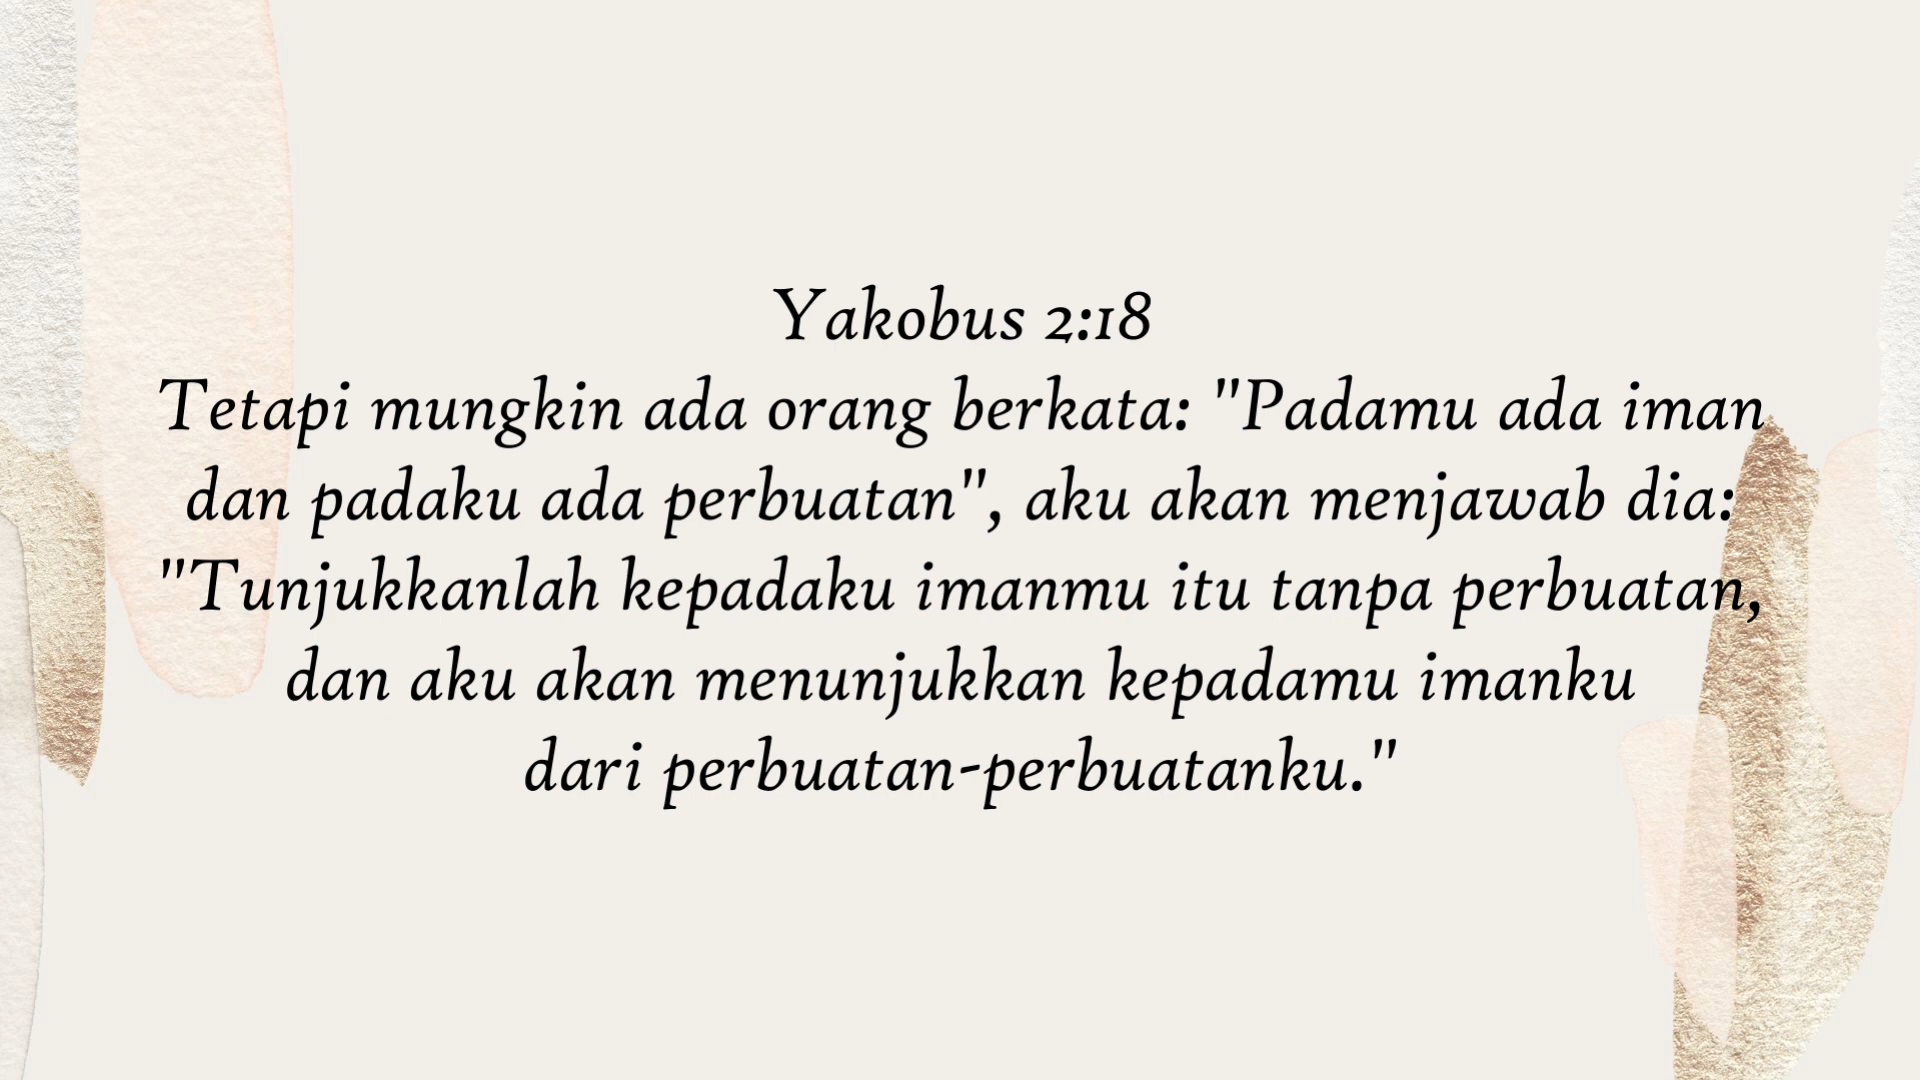 Yakobus 2:18
Tetapi mungkin ada orang berkata: "Padamu ada iman
dan padaku ada perbuatan", aku akan menjawab dia:
"Tunjukkanlah kepadaku imanmu itu tanpa perbuatan,
dan aku akan menunjukkan kepadamu imanku
dari perbuatan-perbuatanku."